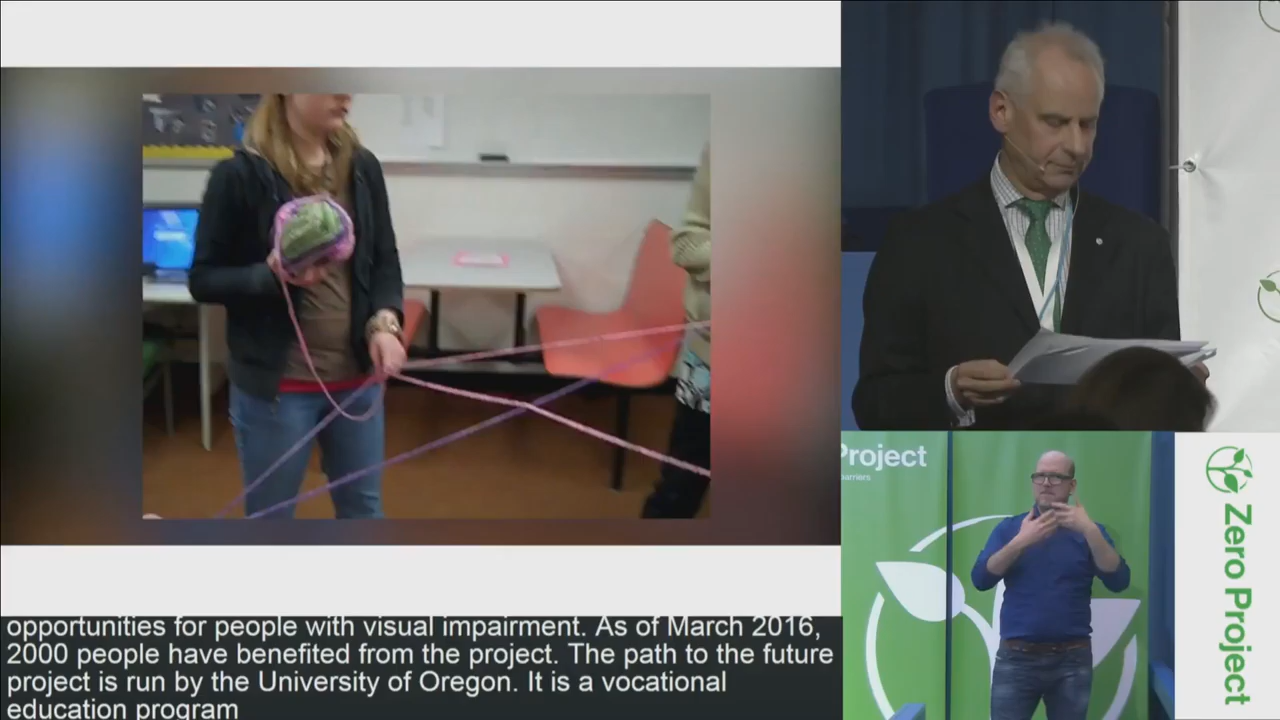 opportunities for people with visual impairment. As of March 2016,
2000 people have benefited from the project. The path to the future
project is run by the University of Oregon. It is a vocational
education program
Project
barriers
Zero Project